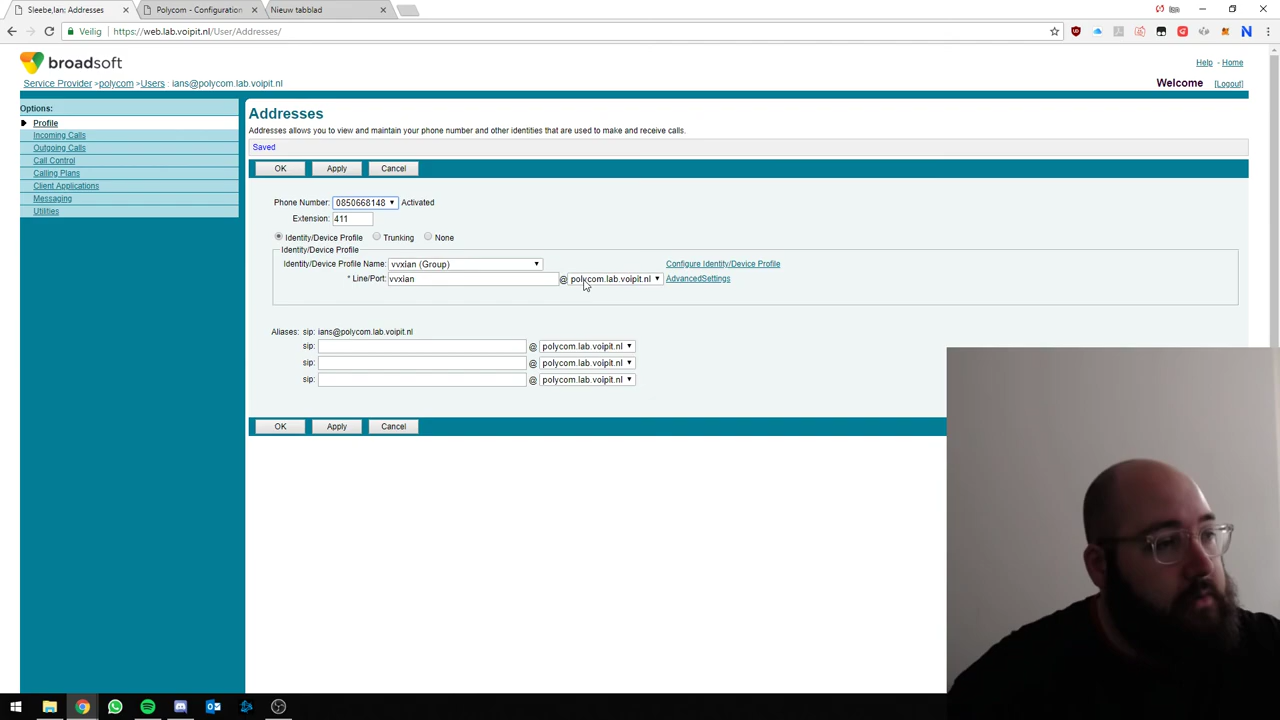 Sleebe,Ian: Addresses
Polycom - Configuration
Nieuw tabblad
Veilig
https://web.lab.voipit.nl/User/Addresses/
broadsoft
Help - Home
Service Provider >polycom >Users : ians@polycom.lab.voipit.nl
Welcome [Logout]
Options:
Profile
Incoming Calls
Outgoing Calls
Call Control
Calling Plans
Client Applications
Messaging
Utilities
Addresses
Addresses allows you to view and maintain your phone number and other identities that are used to make and receive calls.
Saved
OK Apply Cancel
Phone Number: 0850668148 Activated
Extension: 411
Identity/Device Profile Trunking None
Identity/Device Profile
Identity/Device Profile Name: vvxian (Group) Configure Identity/Device Profile
* Line/Port: vvxian @ polycom.lab.voipit.nl AdvancedSettings
Aliases: sip: ians@polycom.lab.voipit.nl
sip: @ polycom.lab.voipit.nl
sip: @ polycom.lab.voipit.nl
sip: @ polycom.lab.voipit.nl
OK Apply Cancel